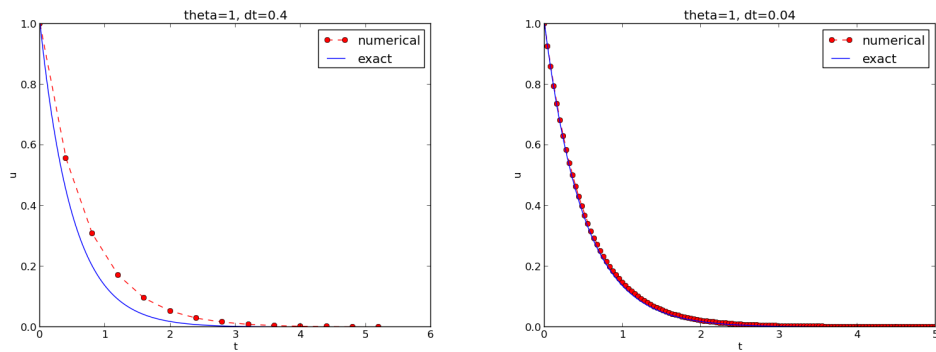 theta=1, dt=0.4
1.0
0.8
0.6
0.4
0.2
0.0
u
numerical
exact
0 1 2 3 4 5 6
t
theta=1, dt=0.04
1.0
0.8
0.6
0.4
0.2
0.0
u
numerical
exact
0 1 2 3 4 5
t